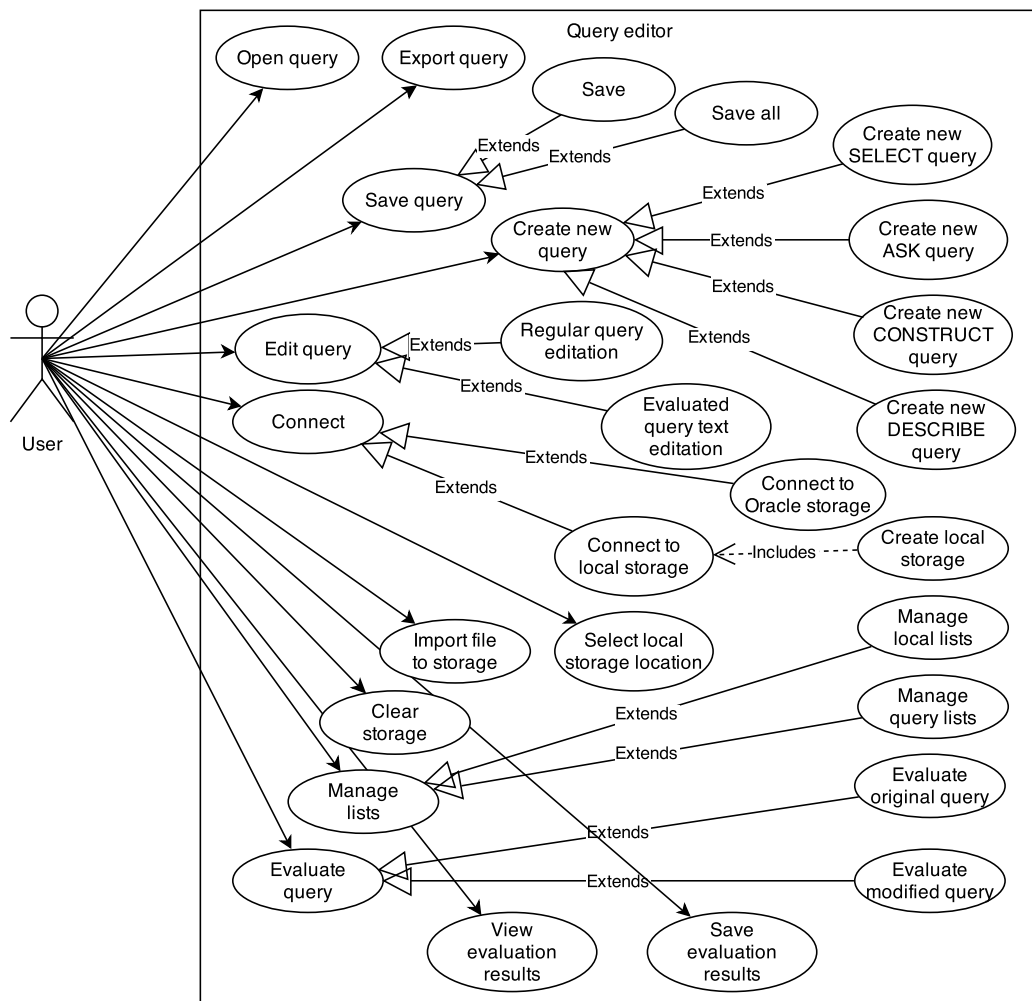 Query editor
Open query
Export query
Save
Save all
Extends
Extends
Create new
SELECT query
Save query
Extends
Create new
query
Extends
Create new
ASK query
Extends
Create new
CONSTRUCT
query
Edit query
Extends
Regular query
editation
Extends
Extends
Evaluated
query text
editation
Create new
DESCRIBE
query
User
Connect
Extends
Connect to
Oracle storage
Extends
Connect to
local storage
Includes
Create local
storage
Import file
to storage
Select local
storage location
Manage
local lists
Clear
storage
Extends
Manage
query lists
Extends
Manage
lists
Evaluate
original query
Extends
Evaluate
query
Extends
Evaluate
modified query
View
evaluation
results
Save
evaluation
results